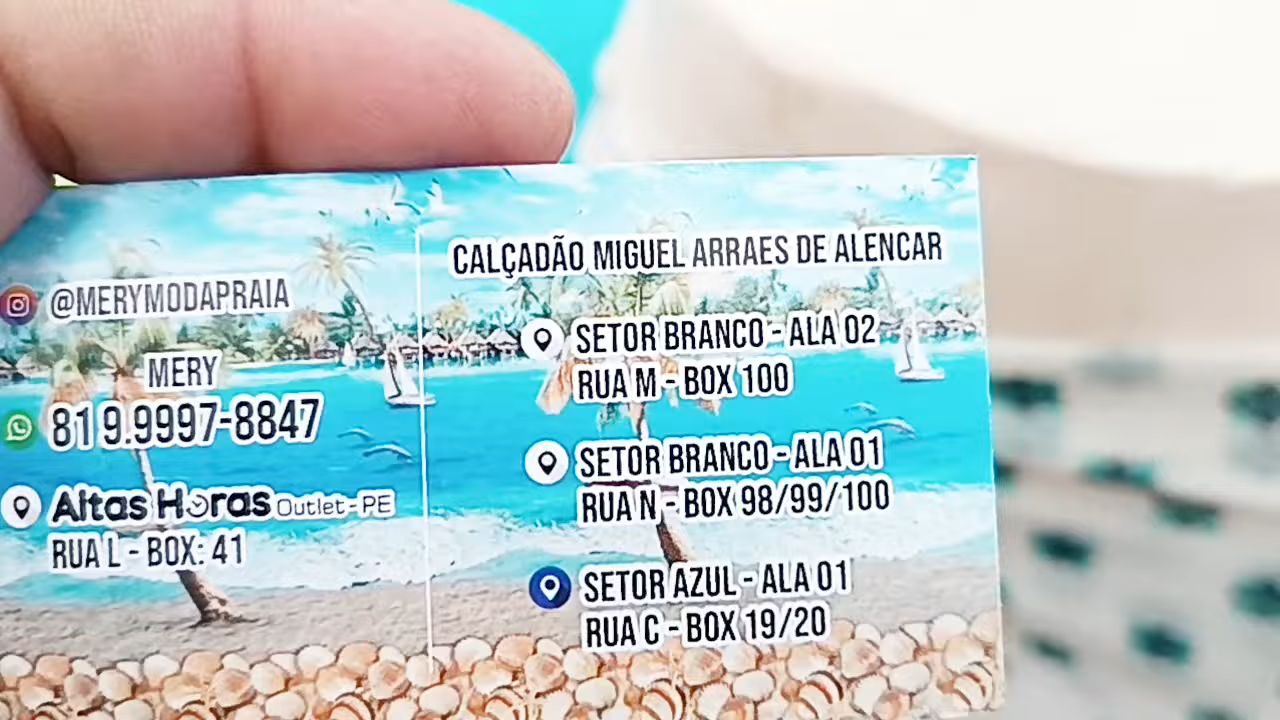 @MERYMODAPRAIA
MERY
81 9.9997-8847
Altas Horas Outlet-PE
RUA L - BOX: 41
CALÇADÃO MIGUEL ARRAES DE ALENCAR
SETOR BRANCO - ALA 02
RUA M - BOX 100
SETOR BRANCO - ALA 01
RUA N - BOX 98/99/100
SETOR AZUL - ALA 01
RUA C - BOX 19/20